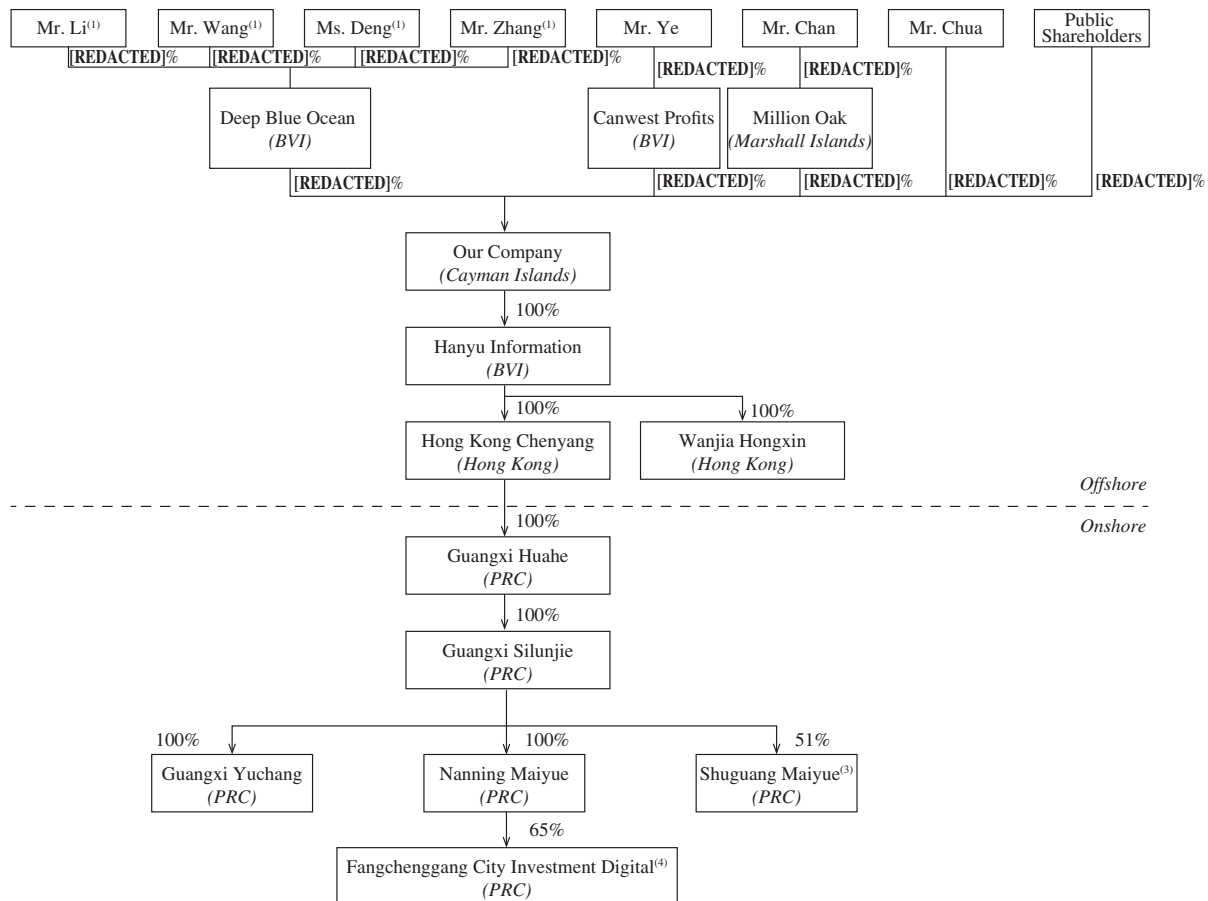 Mr. Li(1)
Mr. Wang(1)
Ms. Deng(1)
Mr. Zhang(1)
Mr. Ye
Mr. Chan
Mr. Chua
Public
Shareholders
[REDACTED]%
[REDACTED]%
[REDACTED]%
[REDACTED]%
[REDACTED]%
[REDACTED]%
Deep Blue Ocean
(BVI)
Canwest Profits
(BVI)
Million Oak
(Marshall Islands)
[REDACTED]%
[REDACTED]%
[REDACTED]%
[REDACTED]%
[REDACTED]%
Our Company
(Cayman Islands)
100%
Hanyu Information
(BVI)
100%
100%
Hong Kong Chenyang
(Hong Kong)
Wanjia Hongxin
(Hong Kong)
Offshore
Onshore
100%
Guangxi Huahe
(PRC)
100%
Guangxi Silunjie
(PRC)
100%
100%
51%
Guangxi Yuchang
(PRC)
Nanning Maiyue
(PRC)
Shuguang Maiyue(3)
(PRC)
65%
Fangchenggang City Investment Digital(4)
(PRC)